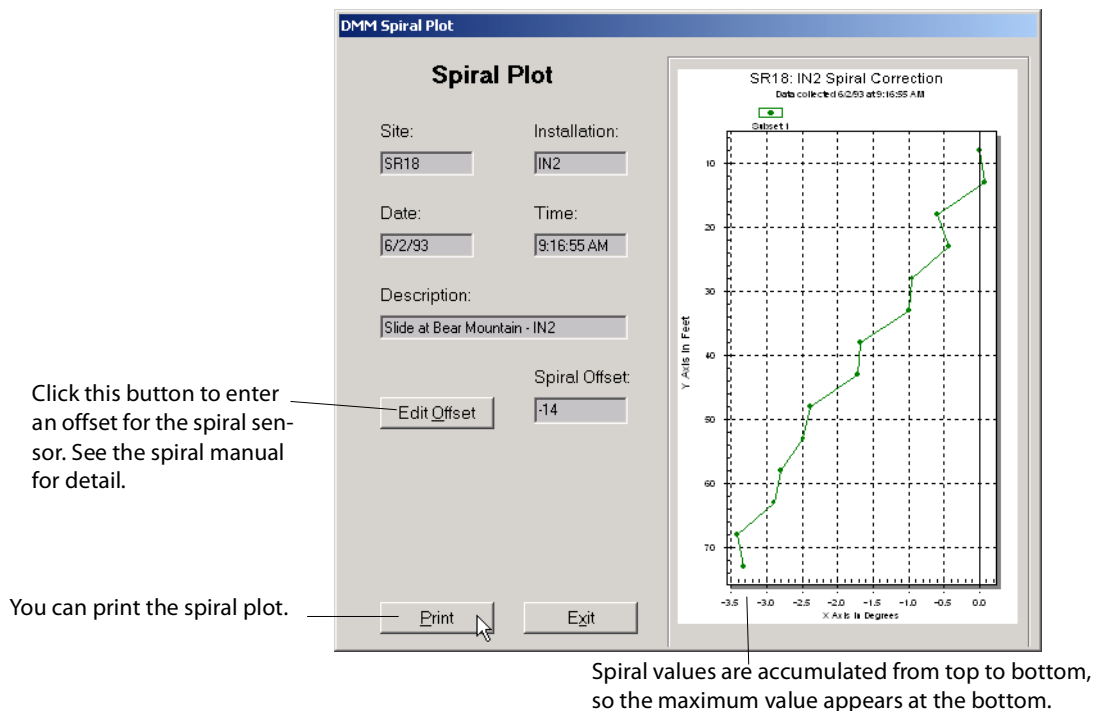 DMM Spiral Plot
Spiral Plot
Site:
Installation:
SR18
IN2
Date:
Time:
6/2/93
9:16:55 AM
Description:
Slide at Bear Mountain - IN2
Spiral Offset:
Edit Offset
-14
Print
Exit
SR18: IN2 Spiral Correction
Data collected 6/2/93 at 9:16:55 AM
Subset 1
10
20
30
40
50
60
70
Y Axis In Feet
-3.5 -3.0 -2.5 -2.0 -1.5 -1.0 -0.5 0.0
X Axis In Degrees
Click this button to enter
an offset for the spiral sen-
sor. See the spiral manual
for detail.
You can print the spiral plot.
Spiral values are accumulated from top to bottom,
so the maximum value appears at the bottom.